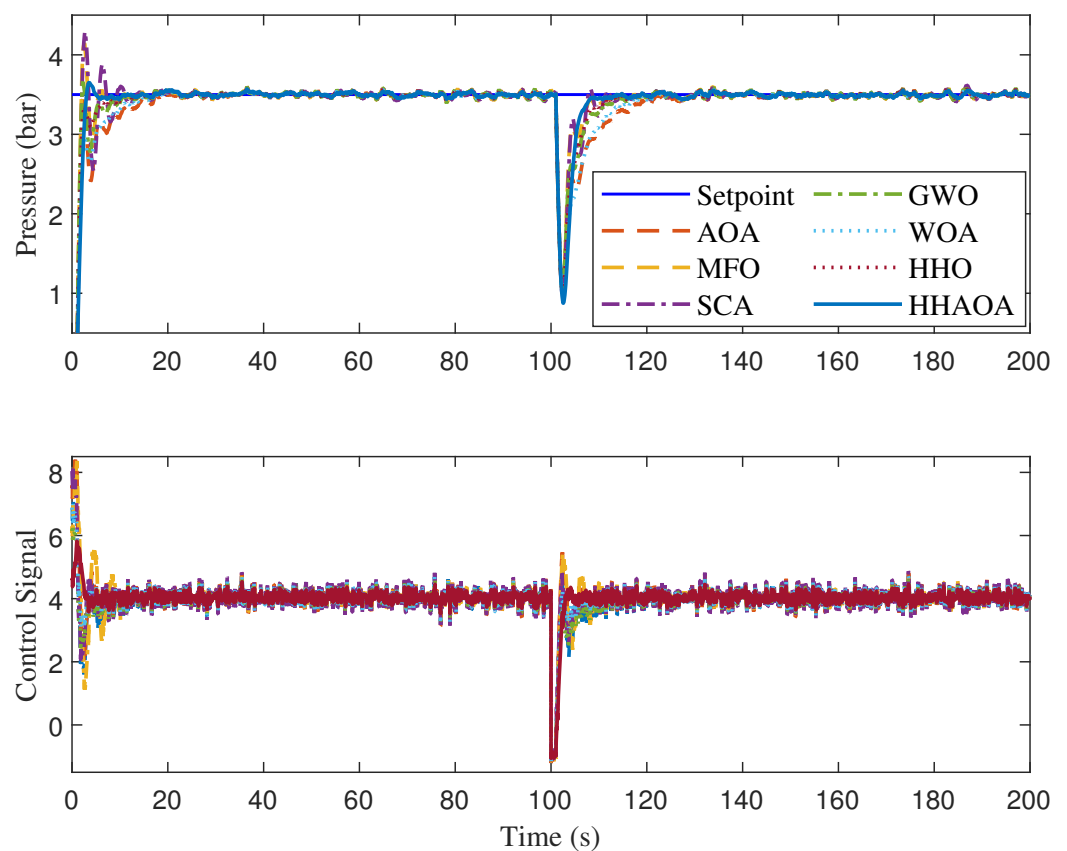 4
3
2
1
Pressure (bar)
Setpoint
AOA
MFO
SCA
GWO
WOA
HHO
HHAOA
0 20 40 60 80 100 120 140 160 180 200
8
6
4
2
0
Control Signal
0 20 40 60 80 100 120 140 160 180 200
Time (s)